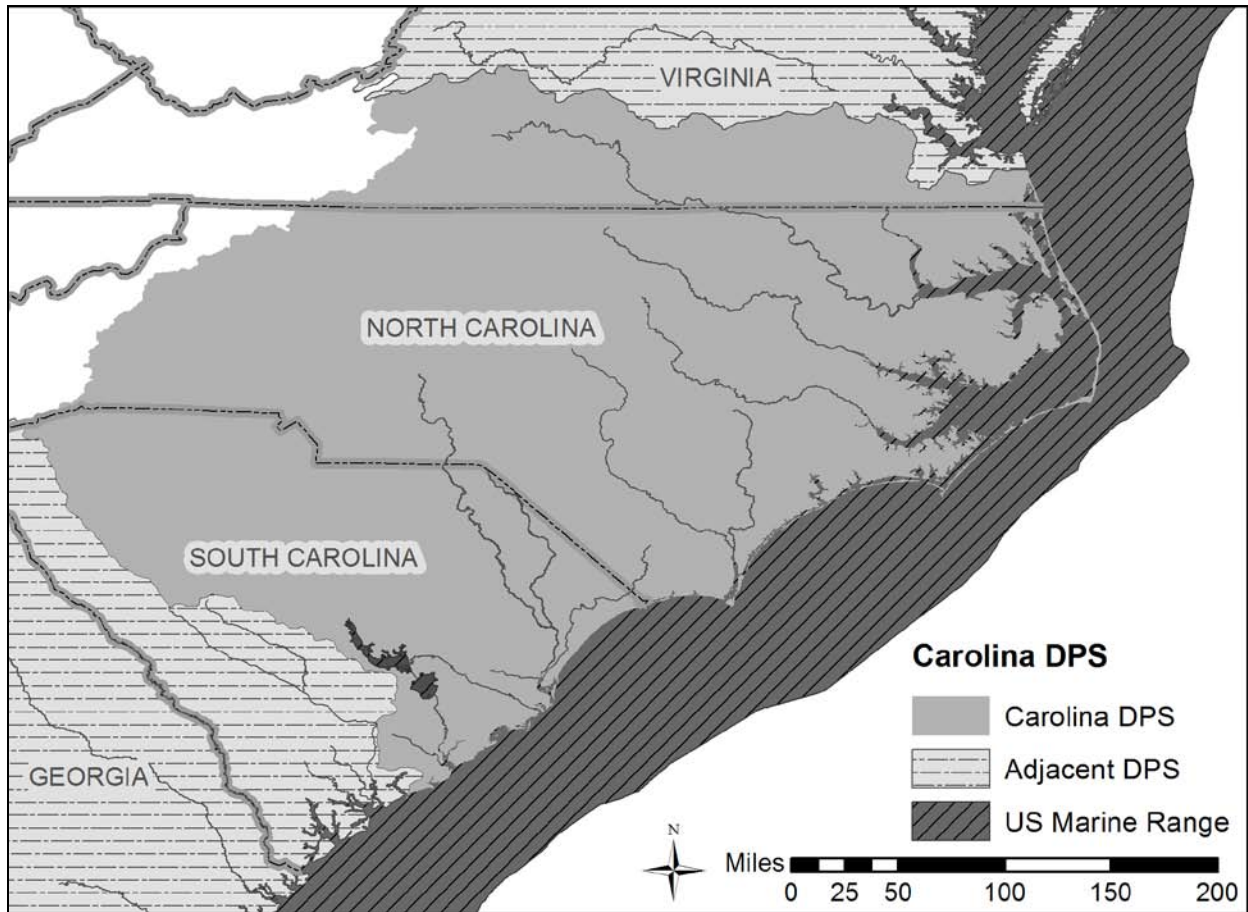 VIRGINIA
NORTH CAROLINA
SOUTH CAROLINA
GEORGIA
Carolina DPS
Carolina DPS
Adjacent DPS
US Marine Range
N
Miles
0 25 50 100 150 200